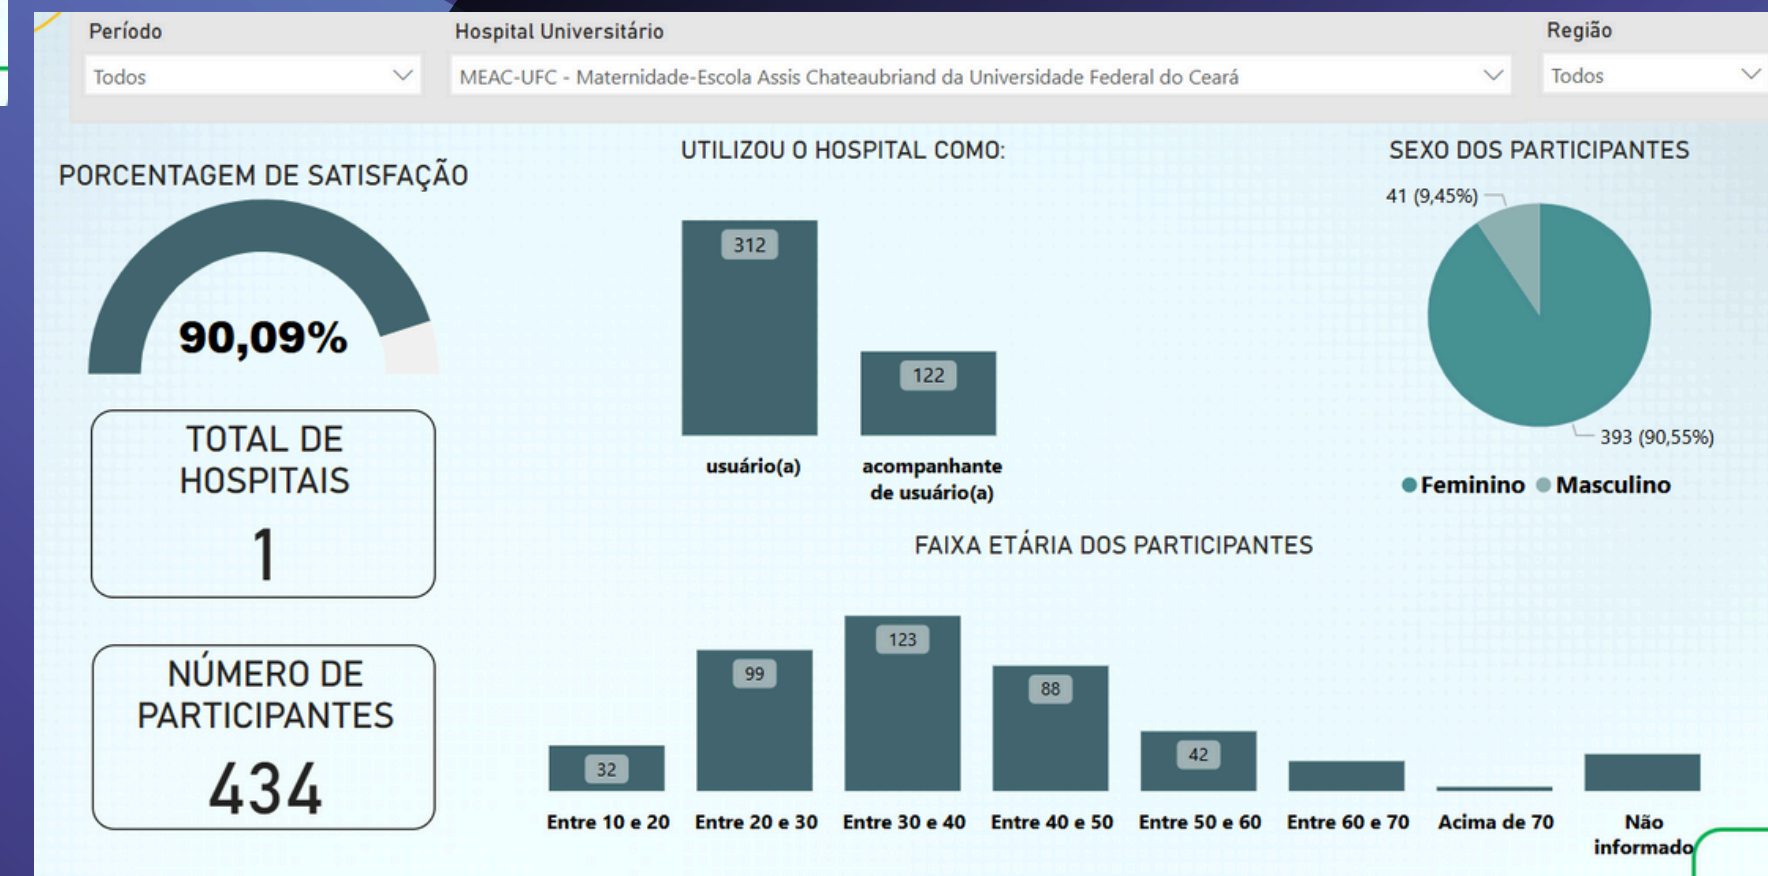 Período
Hospital Universitário
Região
Todos
MEAC-UFC - Maternidade-Escola Assis Chateaubriand da Universidade Federal do Ceará
Todos
PORCENTAGEM DE SATISFAÇÃO
90,09%
TOTAL DE
HOSPITAIS
1
NÚMERO DE
PARTICIPANTES
434
UTILIZOU O HOSPITAL COMO:
312
122
usuário(a)
acompanhante
de usuário(a)
SEXO DOS PARTICIPANTES
41 (9,45%)
393 (90,55%)
Feminino
Masculino
FAIXA ETÁRIA DOS PARTICIPANTES
32
99
123
88
42
Entre 10 e 20
Entre 20 e 30
Entre 30 e 40
Entre 40 e 50
Entre 50 e 60
Entre 60 e 70
Acima de 70
Não
informado